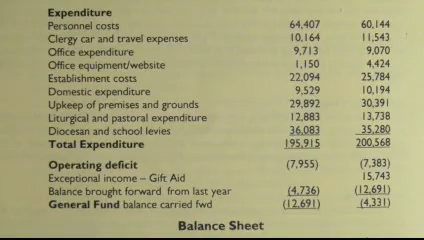 Expenditure
Personnel costs 64,407 60,144
Clergy car and travel expenses 10,164 11,543
Office expenditure 9,713 9,070
Office equipment/website 1,150 4,424
Establishment costs 22,094 25,784
Domestic expenditure 9,529 10,194
Upkeep of premises and grounds 29,892 30,391
Liturgical and pastoral expenditure 12,883 13,738
Diocesan and school levies 36,083 35,280
Total Expenditure 195,915 200,568
Operating deficit (7,955) (7,383)
Exceptional income – Gift Aid 15,743
Balance brought forward from last year (4,736) (12,691)
General Fund balance carried fwd (12,691) (4,331)
Balance Sheet